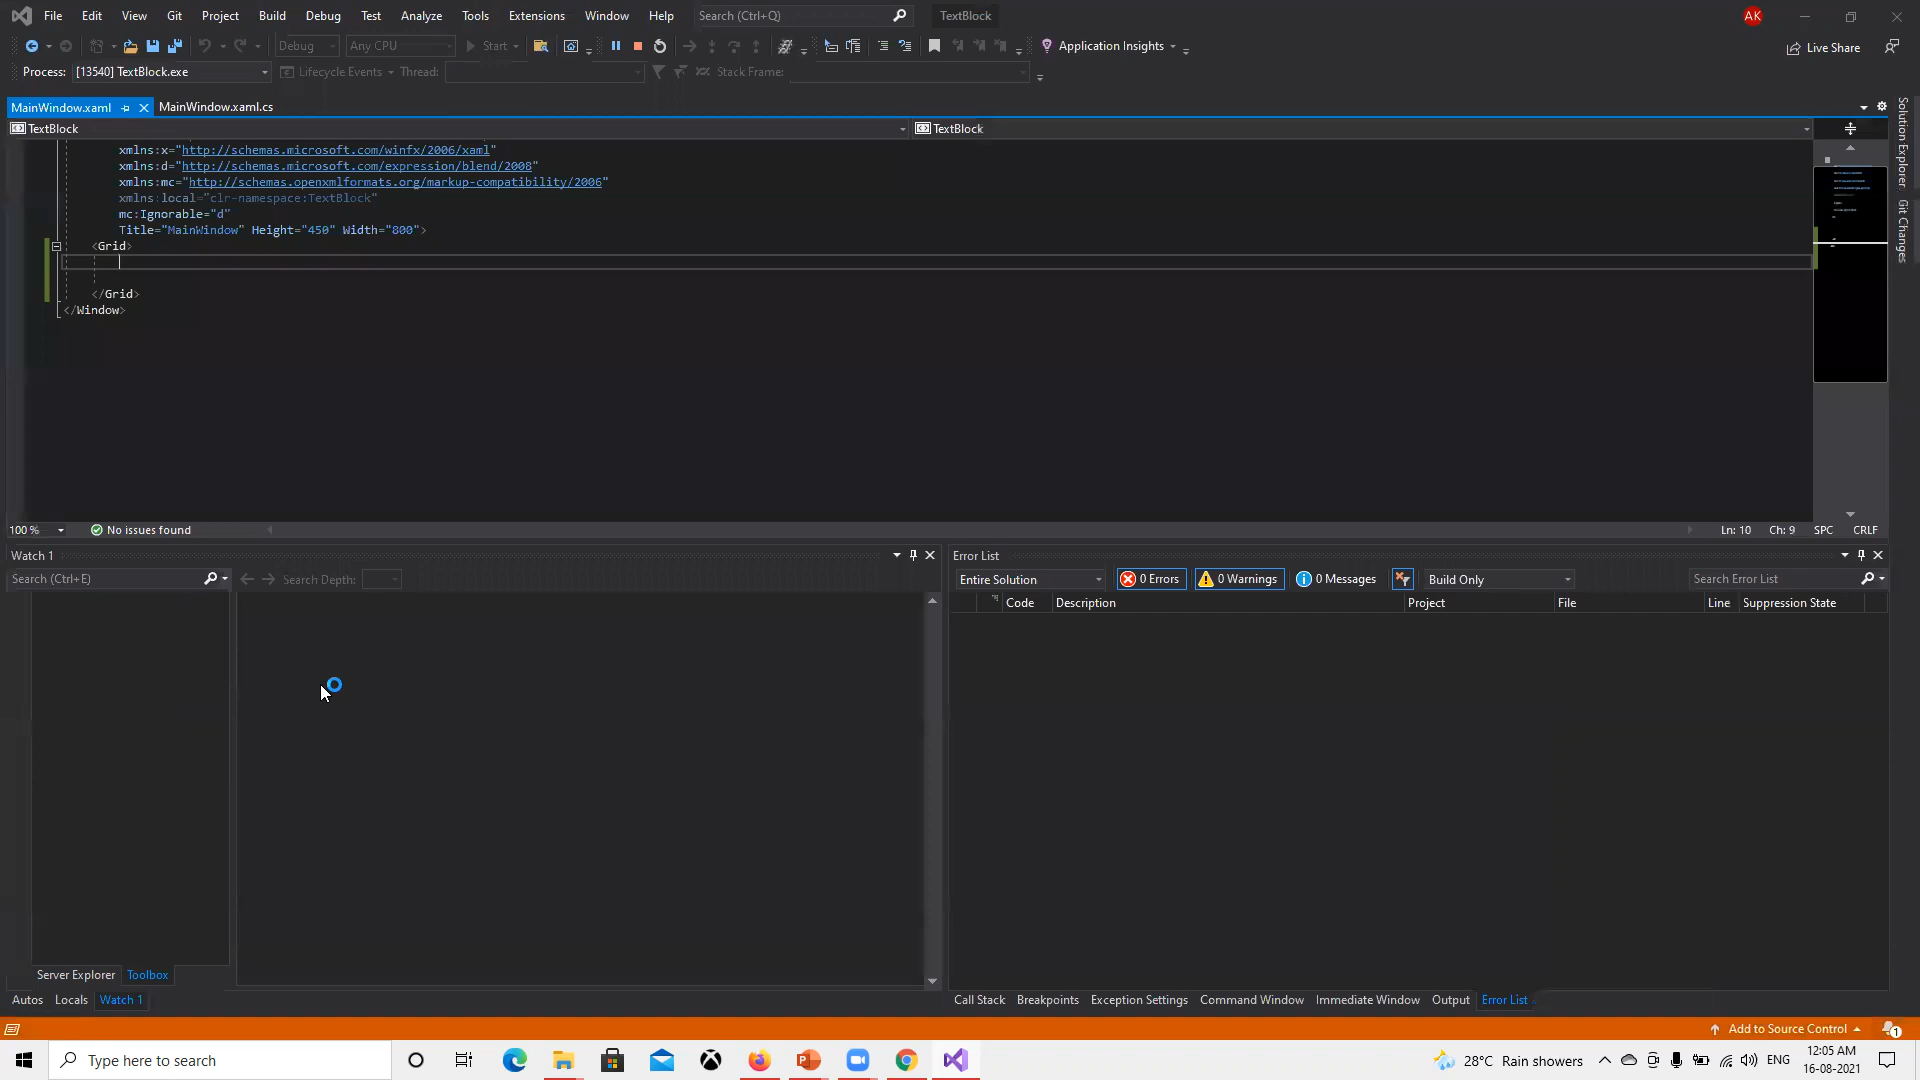 File Edit View Git Project Build Debug Test Analyze Tools Extensions Window Help Search (Ctrl+Q) TextBlock AK
Debug Any CPU Start Application Insights Live Share
Process: [13540] TextBlock.exe Lifecycle Events Thread: Stack Frame:
MainWindow.xaml MainWindow.xaml.cs
TextBlock TextBlock
xmlns:x="http://schemas.microsoft.com/winfx/2006/xaml"
xmlns:d="http://schemas.microsoft.com/expression/blend/2008"
xmlns:mc="http://schemas.openxmlformats.org/markup-compatibility/2006"
xmlns:local="clr-namespace:TextBlock"
mc:Ignorable="d"
Title="MainWindow" Height="450" Width="800">
<Grid>
</Grid>
</Window>
Solution Explorer
Git Changes
100 % No issues found Ln: 10 Ch: 9 SPC CRLF
Watch 1 Error List
Search (Ctrl+E) Search Depth: Entire Solution 0 Errors 0 Warnings 0 Messages Build Only Search Error List
Code Description Project File Line Suppression State
Server Explorer Toolbox
Autos Locals Watch 1 Call Stack Breakpoints Exception Settings Command Window Immediate Window Output Error List
Add to Source Control 1
Type here to search 28°C Rain showers ENG 12:05 AM
16-08-2021